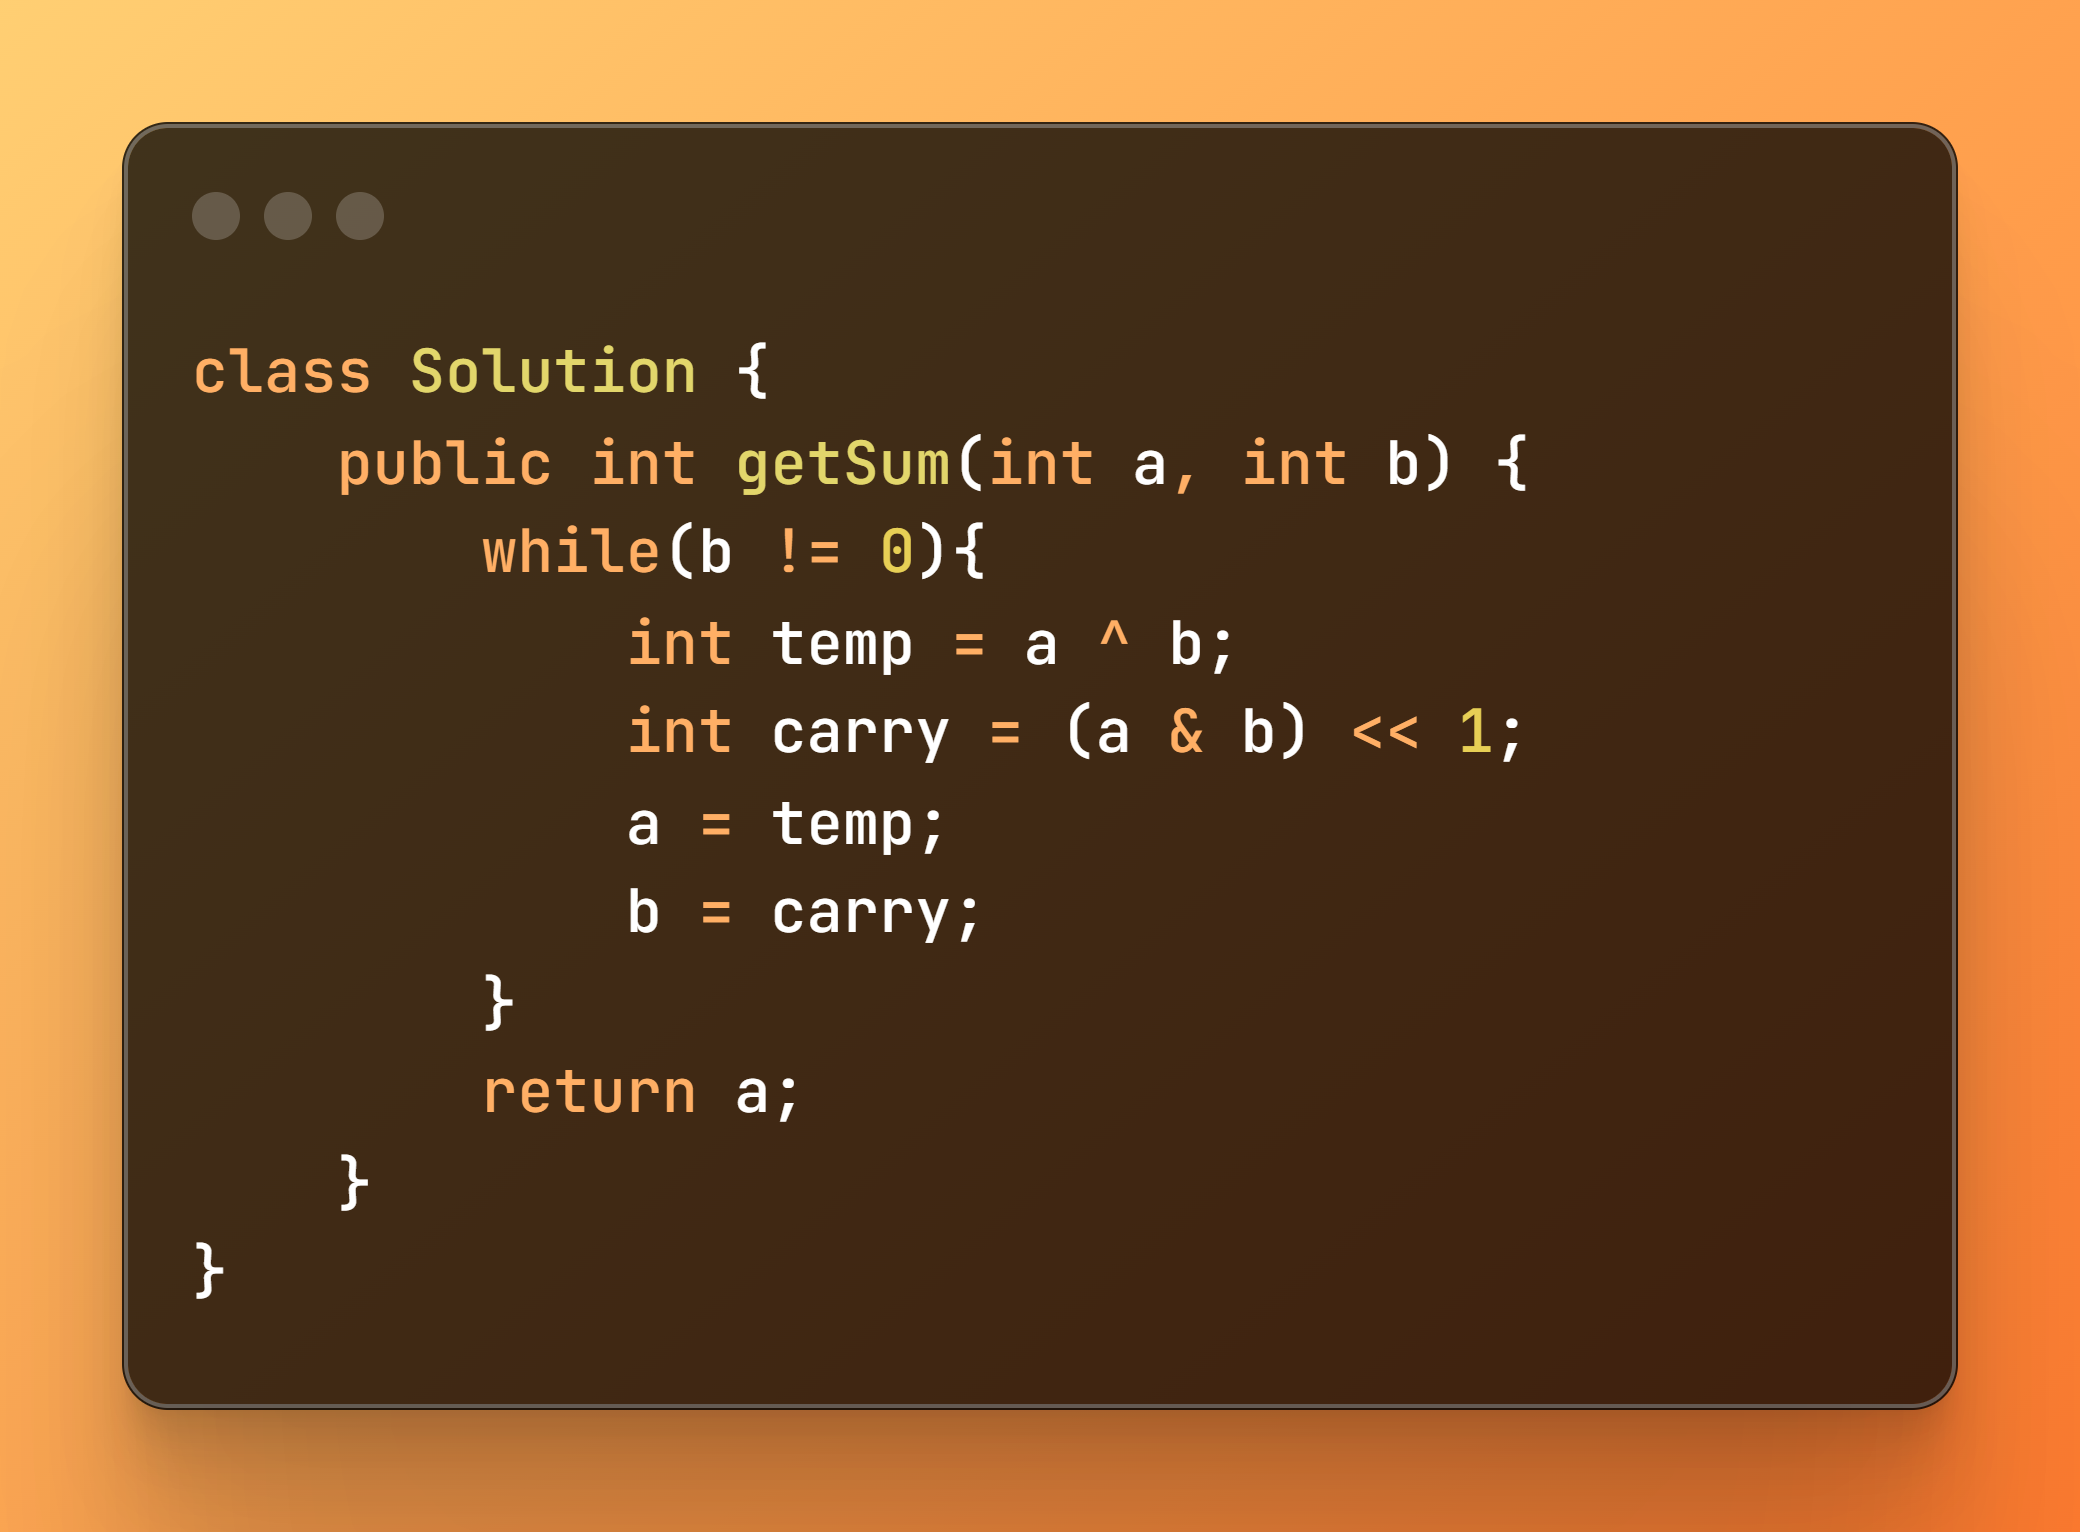 class Solution {
    public int getSum(int a, int b) {
        while(b != 0){
            int temp = a ^ b;
            int carry = (a & b) << 1;
            a = temp;
            b = carry;
        }
        return a;
    }
}